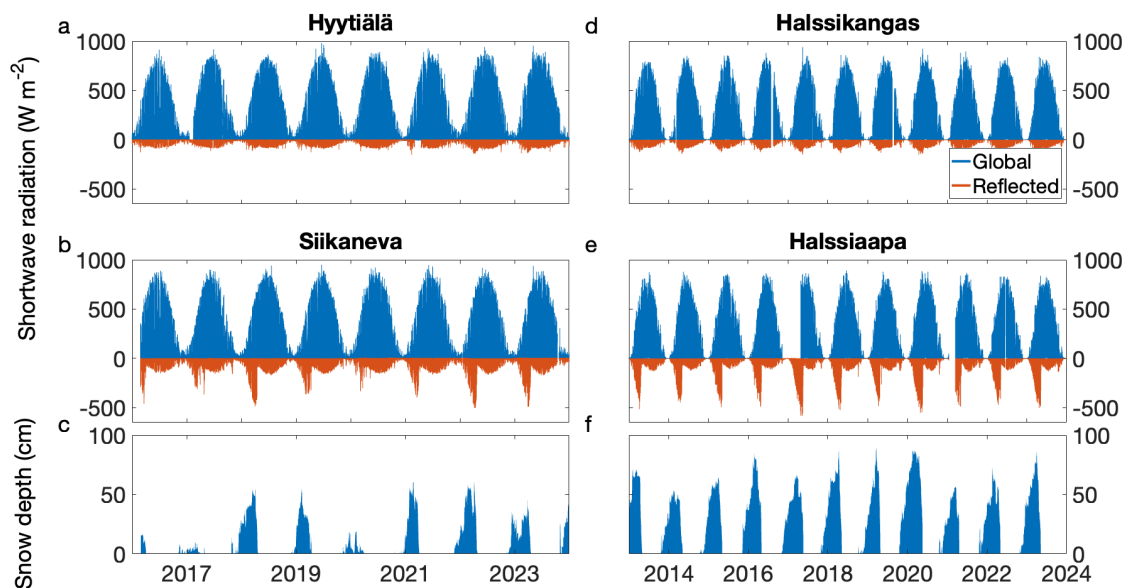 a
Hyytiälä
d
Halssikangas
1000
500
0
-500
1000
500
0
-500
Global
Reflected
Shortwave radiation (W m-2)
b
Siikaneva
e
Halssiaapa
1000
500
0
-500
1000
500
0
-500
c
f
Snow depth (cm)
100
50
0
100
50
0
2017 2019 2021 2023
2014 2016 2018 2020 2022 2024